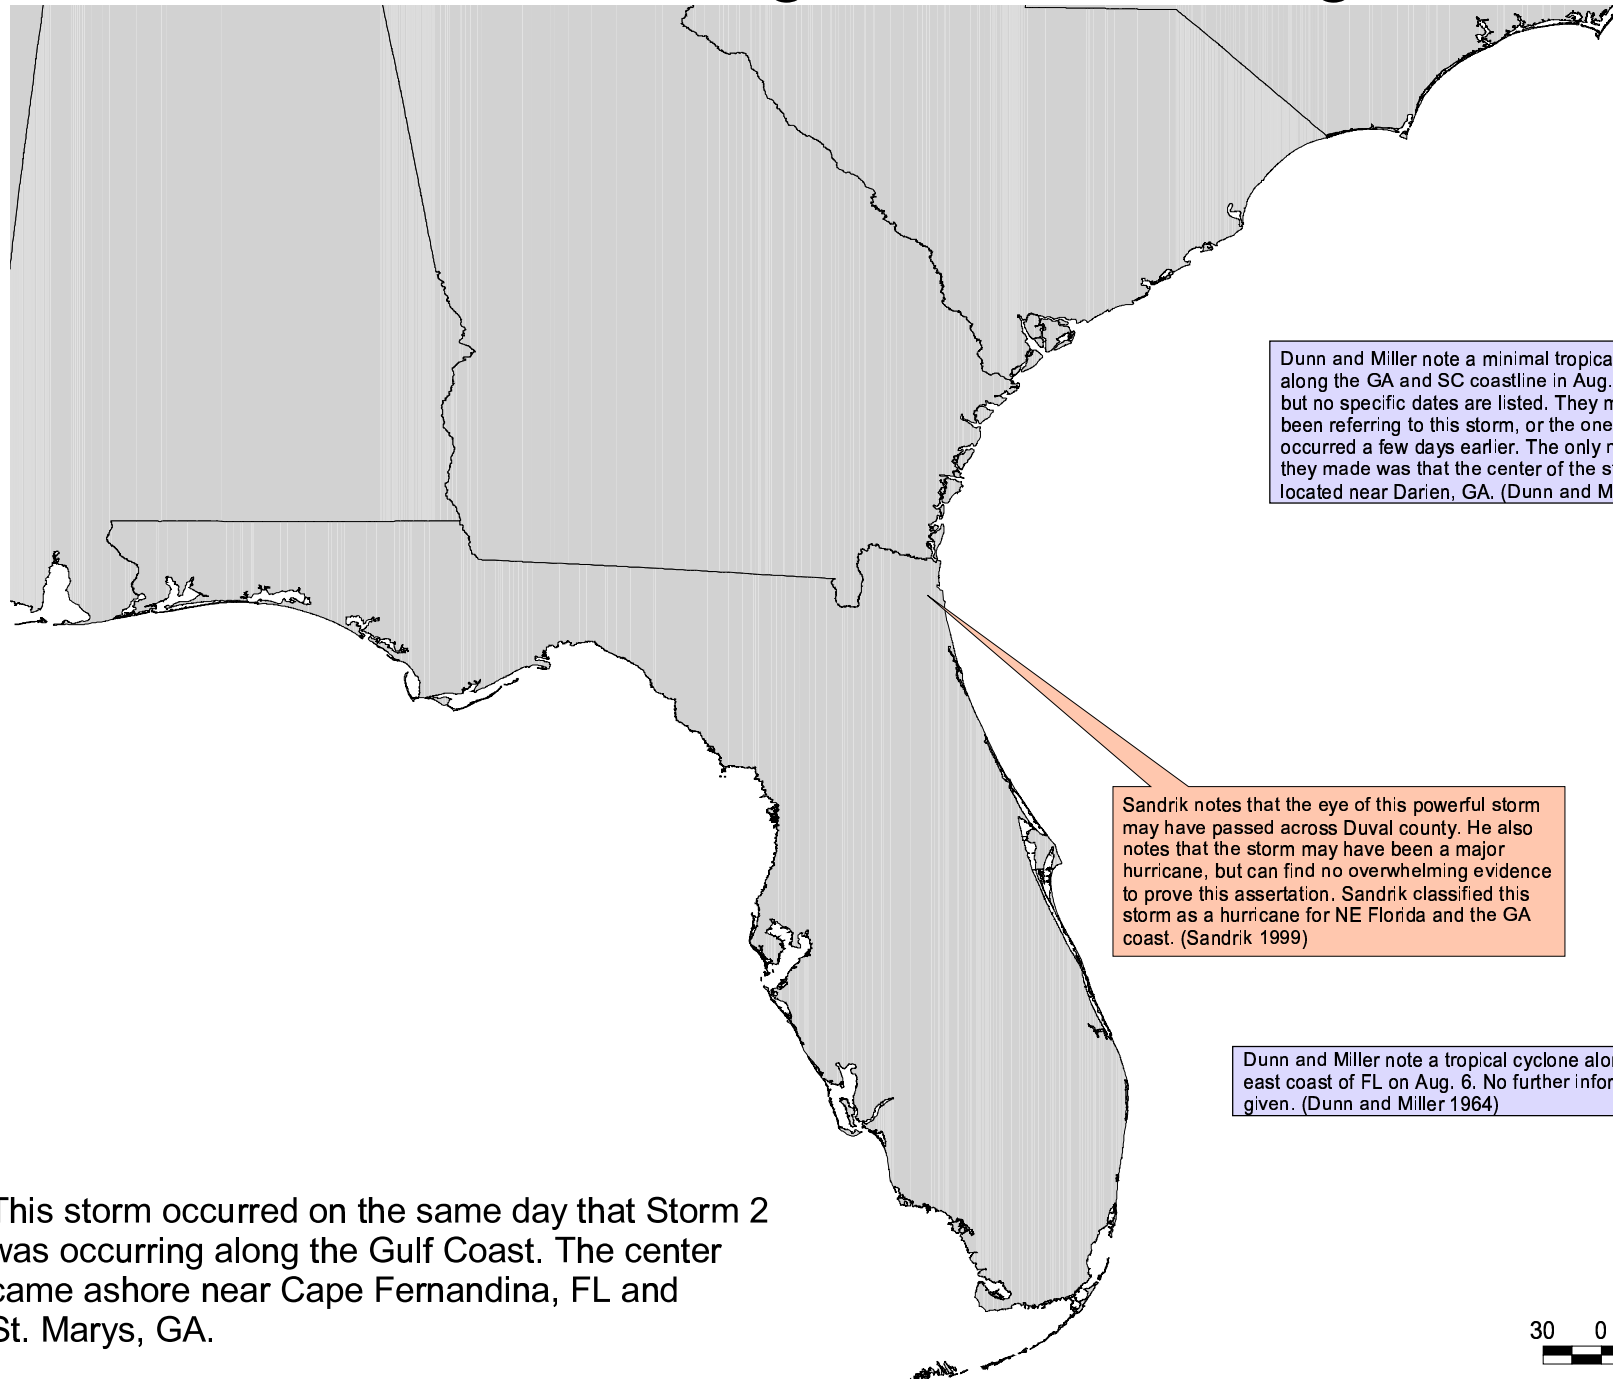 Dunn and Miller note a minimal
along the GA and SC coastline in Aug.
but no specific dates are listed. They
been referring to this storm, or the one
occurred a few days earlier. The only
they made was that the center of the
located near Darien, GA. (Dunn and
Sandrik notes that the eye of this powerful storm
may have passed across Duval county. He also
notes that the storm may have been a major
hurricane, but can find no overwhelming evidence
to prove this assertation. Sandrik classified this
storm as a hurricane for NE Florida and the GA
coast. (Sandrik 1999)
Dunn and Miller note a tropical cyclone
east coast of FL on Aug. 6. No further
given. (Dunn and Miller 1964)
This storm occurred on the same day that Storm 2
was occurring along the Gulf Coast. The center
came ashore near Cape Fernandina, FL and
St. Marys, GA.
30 0